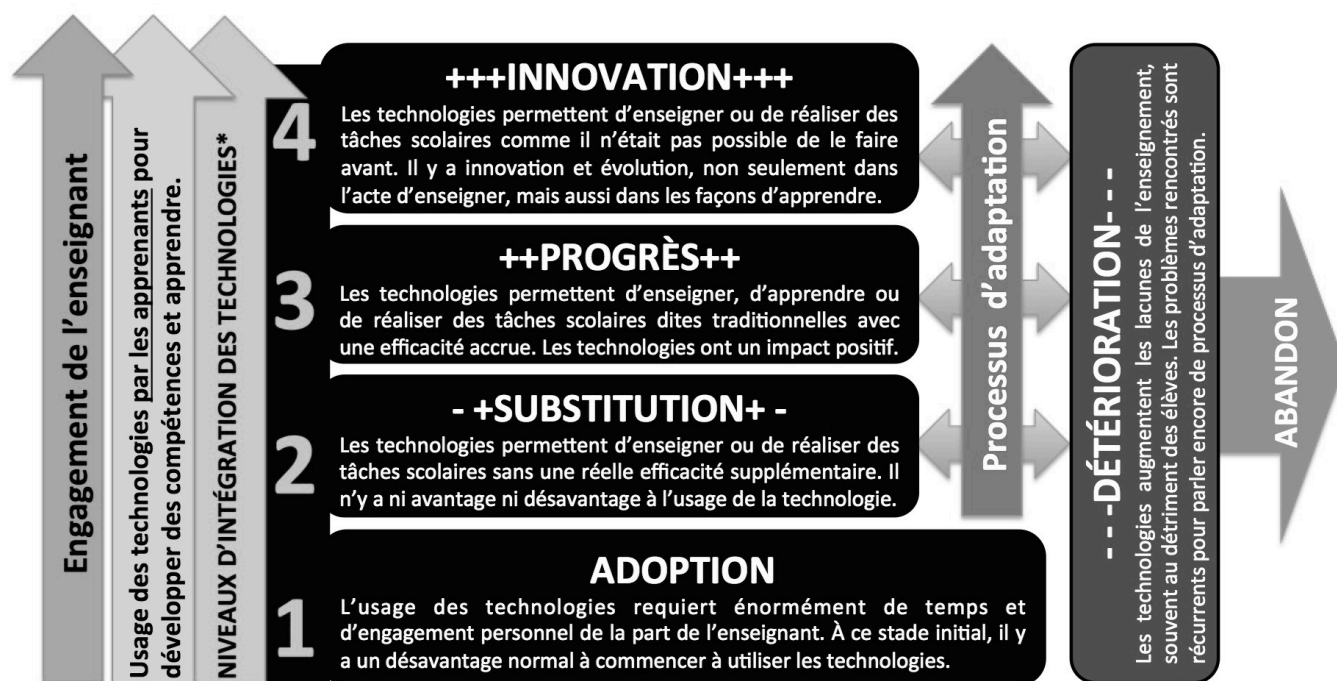 Engagement de l'enseignant
Usage des technologies par les apprenants pour
développer des compétences et apprendre.
NIVEAUX D'INTÉGRATION DES TECHNOLOGIES*
4
+++INNOVATION+++
Les technologies permettent d'enseigner ou de réaliser des
tâches scolaires comme il n'était pas possible de le faire
avant. Il y a innovation et évolution, non seulement dans
l'acte d'enseigner, mais aussi dans les façons d'apprendre.
3
++PROGRÈS++
Les technologies permettent d'enseigner, d'apprendre ou
de réaliser des tâches scolaires dites traditionnelles avec
une efficacité accrue. Les technologies ont un impact positif.
2
- +SUBSTITUTION+ -
Les technologies permettent d'enseigner ou de réaliser des
tâches scolaires sans une réelle efficacité supplémentaire. Il
n'y a ni avantage ni désavantage à l'usage de la technologie.
1
ADOPTION
L'usage des technologies requiert énormément de temps et
d'engagement personnel de la part de l'enseignant. À ce stade initial, il y
a un désavantage normal à commencer à utiliser les technologies.
Processus d'adaptation
- - -DÉTÉRIORATION- - -
Les technologies augmentent les lacunes de l'enseignement,
souvent au détriment des élèves. Les problèmes rencontrés sont
récurrents pour parler encore de processus d'adaptation.
ABANDON